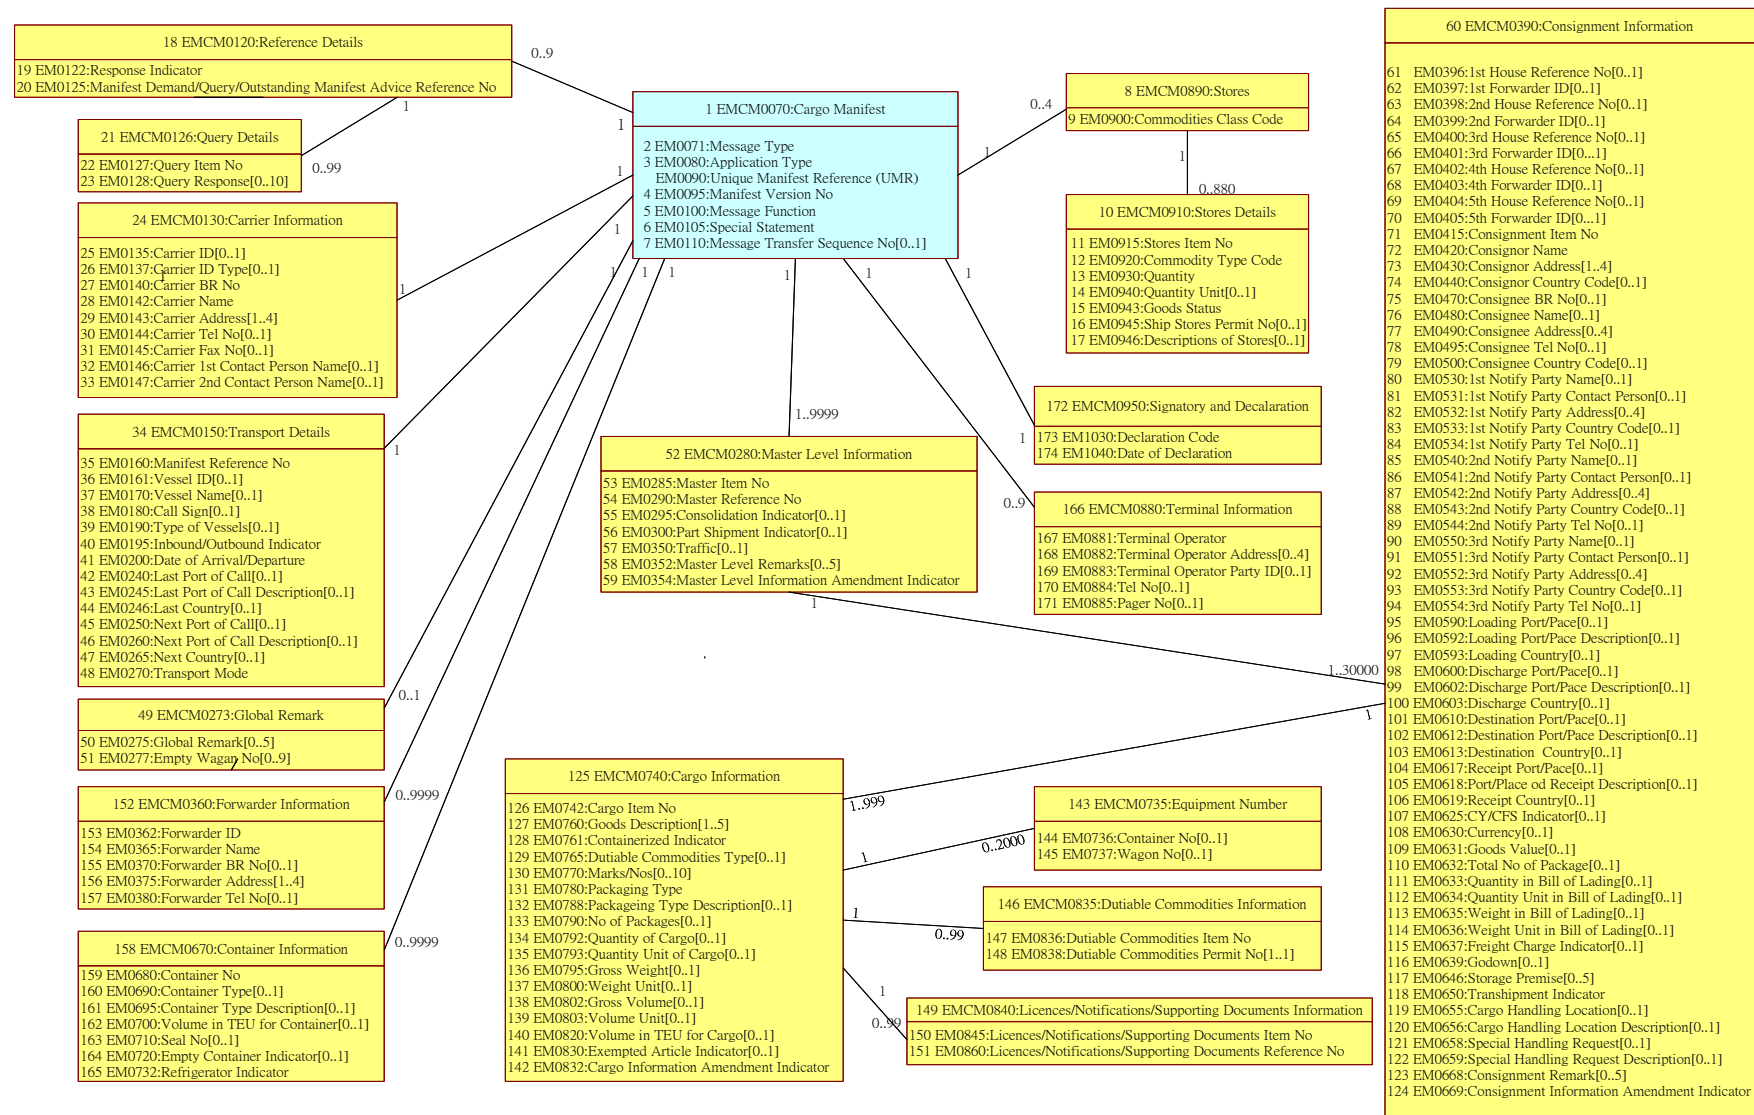 18 EMCM0120:Reference Details
19 EM0122:Response Indicator
20 EM0125:Manifest Demand/Query/Outstanding Manifest Advice Reference No
0..9
1
1
21 EMCM0126:Query Details
22 EM0127:Query Item No
23 EM0128:Query Response[0..10]
0..99
24 EMCM0130:Carrier Information
25 EM0135:Carrier ID[0..1]
26 EM0137:Carrier ID Type[0..1]
27 EM0140:Carrier BR No
28 EM0142:Carrier Name
29 EM0143:Carrier Address[1..4]
30 EM0144:Carrier Tel No[0..1]
31 EM0145:Carrier Fax No[0..1]
32 EM0146:Carrier 1st Contact Person Name[0..1]
33 EM0147:Carrier 2nd Contact Person Name[0..1]
1
1
1
34 EMCM0150:Transport Details
35 EM0160:Manifest Reference No
36 EM0161:Vessel ID[0..1]
37 EM0170:Vessel Name[0..1]
38 EM0180:Call Sign[0..1]
39 EM0190:Type of Vessels[0..1]
40 EM0195:Inbound/Outbound Indicator
41 EM0200:Date of Arrival/Departure
42 EM0240:Last Port of Call[0..1]
43 EM0245:Last Port of Call Description[0..1]
44 EM0246:Last Country[0..1]
45 EM0250:Next Port of Call[0..1]
46 EM0260:Next Port of Call Description[0..1]
47 EM0265:Next Country[0..1]
48 EM0270:Transport Mode
1
1
49 EMCM0273:Global Remark
50 EM0275:Global Remark[0..5]
51 EM0277:Empty Wagan No[0..9]
0..1
1
152 EMCM0360:Forwarder Information
153 EM0362:Forwarder ID
154 EM0365:Forwarder Name
155 EM0370:Forwarder BR No[0..1]
156 EM0375:Forwarder Address[1..4]
157 EM0380:Forwarder Tel No[0..1]
0..9999
1
158 EMCM0670:Container Information
159 EM0680:Container No
160 EM0690:Container Type[0..1]
161 EM0695:Container Type Description[0..1]
162 EM0700:Volume in TEU for Container[0..1]
163 EM0710:Seal No[0..1]
164 EM0720:Empty Container Indicator[0..1]
165 EM0732:Refrigerator Indicator
0..9999
1
1 EMCM0070:Cargo Manifest
2 EM0071:Message Type
3 EM0080:Application Type
EM0090:Unique Manifest Reference (UMR)
4 EM0095:Manifest Version No
5 EM0100:Message Function
6 EM0105:Special Statement
7 EM0110:Message Transfer Sequence No[0..1]
1
1..9999
52 EMCM0280:Master Level Information
53 EM0285:Master Item No
54 EM0290:Master Reference No
55 EM0295:Consolidation Indicator[0..1]
56 EM0300:Part Shipment Indicator[0..1]
57 EM0350:Traffic[0..1]
58 EM0352:Master Level Remarks[0..5]
59 EM0354:Master Level Information Amendment Indicator
1
1..30000
125 EMCM0740:Cargo Information
126 EM0742:Cargo Item No
127 EM0760:Goods Description[1..5]
128 EM0761:Containerized Indicator
129 EM0765:Dutiable Commodities Type[0..1]
130 EM0770:Marks/Nos[0..10]
131 EM0780:Packaging Type
132 EM0788:Packageing Type Description[0..1]
133 EM0790:No of Packages[0..1]
134 EM0792:Quantity of Cargo[0..1]
135 EM0793:Quantity Unit of Cargo[0..1]
136 EM0795:Gross Weight[0..1]
137 EM0800:Weight Unit[0..1]
138 EM0802:Gross Volume[0..1]
139 EM0803:Volume Unit[0..1]
140 EM0820:Volume in TEU for Cargo[0..1]
141 EM0830:Exempted Article Indicator[0..1]
142 EM0832:Cargo Information Amendment Indicator
1
1..999
0..4
1
8 EMCM0890:Stores
9 EM0900:Commodities Class Code
1
0..880
10 EMCM0910:Stores Details
11 EM0915:Stores Item No
12 EM0920:Commodity Type Code
13 EM0930:Quantity
14 EM0940:Quantity Unit[0..1]
15 EM0943:Goods Status
16 EM0945:Ship Stores Permit No[0..1]
17 EM0946:Descriptions of Stores[0..1]
1
1
172 EMCM0950:Signatory and Decalaration
173 EM1030:Declaration Code
174 EM1040:Date of Declaration
1
0..9
166 EMCM0880:Terminal Information
167 EM0881:Terminal Operator
168 EM0882:Terminal Operator Address[0..4]
169 EM0883:Terminal Operator Party ID[0..1]
170 EM0884:Tel No[0..1]
171 EM0885:Pager No[0..1]
1
0..2000
143 EMCM0735:Equipment Number
144 EM0736:Container No[0..1]
145 EM0737:Wagon No[0..1]
1
0..99
146 EMCM0835:Dutiable Commodities Information
147 EM0836:Dutiable Commodities Item No
148 EM0838:Dutiable Commodities Permit No[1..1]
1
0..99
149 EMCM0840:Licences/Notifications/Supporting Documents Information
150 EM0845:Licences/Notifications/Supporting Documents Item No
151 EM0860:Licences/Notifications/Supporting Documents Reference No
60 EMCM0390:Consignment Information
61 EM0396:1st House Reference No[0..1]
62 EM0397:1st Forwarder ID[0..1]
63 EM0398:2nd House Reference No[0..1]
64 EM0399:2nd Forwarder ID[0..1]
65 EM0400:3rd House Reference No[0..1]
66 EM0401:3rd Forwarder ID[0...1]
67 EM0402:4th House Reference No[0..1]
68 EM0403:4th Forwarder ID[0..1]
69 EM0404:5th House Reference No[0..1]
70 EM0405:5th Forwarder ID[0...1]
71 EM0415:Consignment Item No
72 EM0420:Consignor Name
73 EM0430:Consignor Address[1..4]
74 EM0440:Consignor Country Code[0..1]
75 EM0470:Consignee BR No[0..1]
76 EM0480:Consignee Name[0..1]
77 EM0490:Consignee Address[0..4]
78 EM0495:Consignee Tel No[0..1]
79 EM0500:Consignee Country Code[0..1]
80 EM0530:1st Notify Party Name[0..1]
81 EM0531:1st Notify Party Contact Person[0..1]
82 EM0532:1st Notify Party Address[0..4]
83 EM0533:1st Notify Party Country Code[0..1]
84 EM0534:1st Notify Party Tel No[0..1]
85 EM0540:2nd Notify Party Name[0..1]
86 EM0541:2nd Notify Party Contact Person[0..1]
87 EM0542:2nd Notify Party Address[0..4]
88 EM0543:2nd Notify Party Country Code[0..1]
89 EM0544:2nd Notify Party Tel No[0..1]
90 EM0550:3rd Notify Party Name[0..1]
91 EM0551:3rd Notify Party Contact Person[0..1]
92 EM0552:3rd Notify Party Address[0..4]
93 EM0553:3rd Notify Party Country Code[0..1]
94 EM0554:3rd Notify Party Tel No[0..1]
95 EM0590:Loading Port/Pace[0..1]
96 EM0592:Loading Port/Pace Description[0..1]
97 EM0593:Loading Country[0..1]
98 EM0600:Discharge Port/Pace[0..1]
99 EM0602:Discharge Port/Pace Description[0..1]
100 EM0603:Discharge Country[0..1]
101 EM0610:Destination Port/Pace[0..1]
102 EM0612:Destination Port/Pace Description[0..1]
103 EM0613:Destination Country[0..1]
104 EM0617:Receipt Port/Pace[0..1]
105 EM0618:Port/Place od Receipt Description[0..1]
106 EM0619:Receipt Country[0..1]
107 EM0625:CY/CFS Indicator[0..1]
108 EM0630:Currency[0..1]
109 EM0631:Goods Value[0..1]
110 EM0632:Total No of Package[0..1]
111 EM0633:Quantity in Bill of Lading[0..1]
112 EM0634:Quantity Unit in Bill of Lading[0..1]
113 EM0635:Weight in Bill of Lading[0..1]
114 EM0636:Weight Unit in Bill of Lading[0..1]
115 EM0637:Freight Charge Indicator[0..1]
116 EM0639:Godown[0..1]
117 EM0646:Storage Premise[0..5]
118 EM0650:Transhipment Indicator
119 EM0655:Cargo Handling Location[0..1]
120 EM0656:Cargo Handling Location Description[0..1]
121 EM0658:Special Handling Request[0..1]
122 EM0659:Special Handling Request Description[0..1]
123 EM0668:Consignment Remark[0..5]
124 EM0669:Consignment Information Amendment Indicator